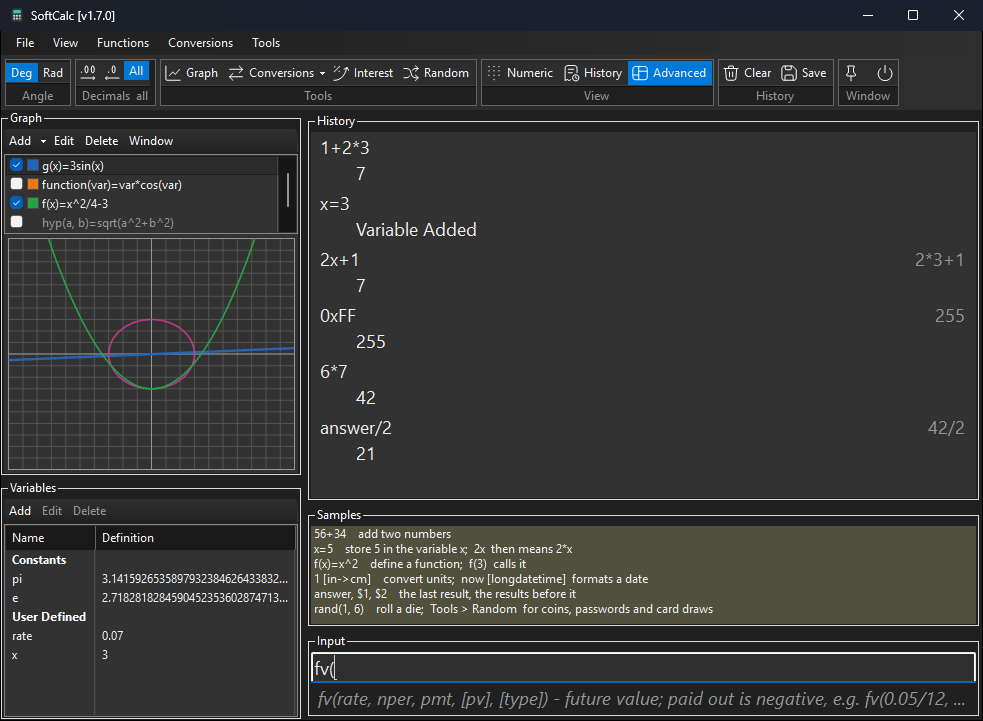 SoftCalc [v1.7.0]
File View Functions Conversions Tools
Deg Rad .00 .0 All Graph Conversions Interest Random Numeric History Advanced Clear Save
Angle Decimals all Tools View History Window
Graph
Add Edit Delete Window
g(x)=3sin(x)
function(var)=var*cos(var)
f(x)=x^2/4-3
hyp(a, b)=sqrt(a^2+b^2)
Variables
Add Edit Delete
Name Definition
Constants
pi 3.1415926535897932384626433832...
e 2.7182818284590452353602874713...
User Defined
rate 0.07
x 3
History
1+2*3
7
x=3
Variable Added
2x+1 2*3+1
7
0xFF 255
255
6*7
42
answer/2 42/2
21
Samples
56+34 add two numbers
x=5 store 5 in the variable x; 2x then means 2*x
f(x)=x^2 define a function; f(3) calls it
1 [in->cm] convert units; now [longdatetime] formats a date
answer, $1, $2 the last result, the results before it
rand(1, 6) roll a die; Tools > Random for coins, passwords and card draws
Input
fv(
fv(rate, nper, pmt, [pv], [type]) - future value; paid out is negative, e.g. fv(0.05/12, ...